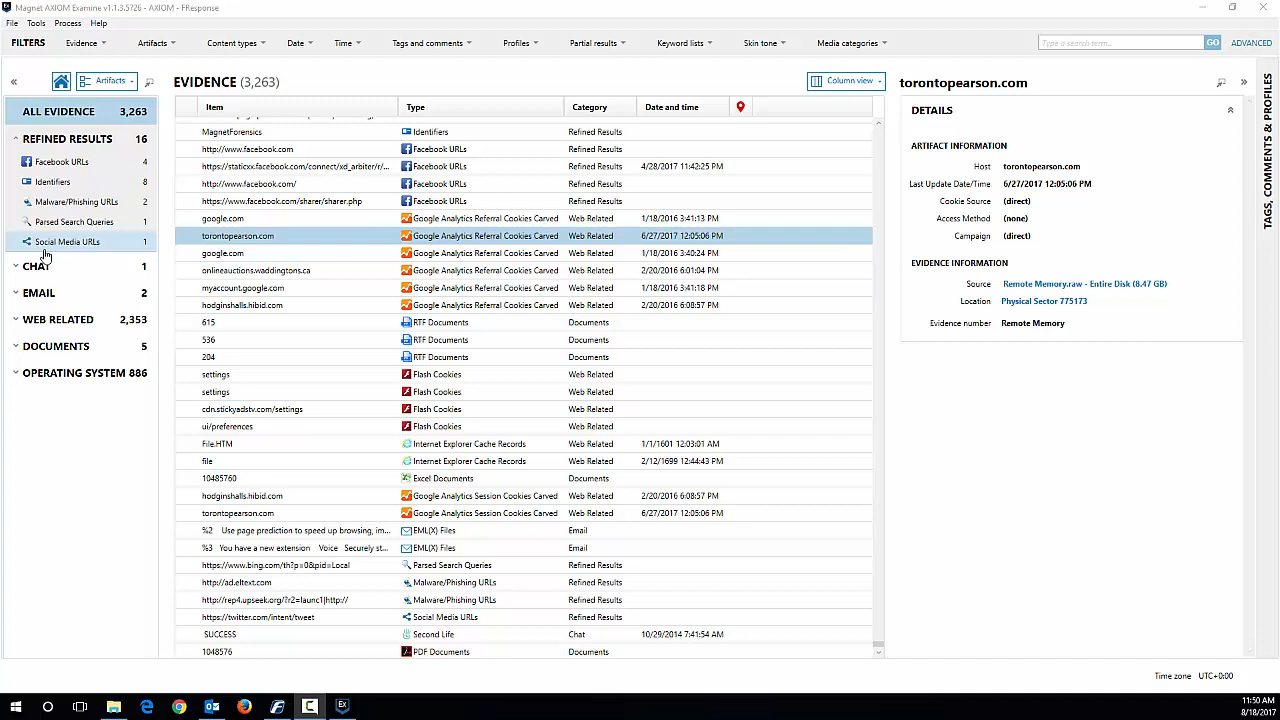 Magnet AXIOM Examine v1.1.3.5726 - AXIOM - FResponse
File Tools Process Help
FILTERS Evidence Artifacts Content types Date Time Tags and comments Profiles Partial results Keyword lists Skin tone Media categories Type a search term... GO ADVANCED
« Artifacts EVIDENCE (3,263) Column view torontopearson.com »
Item Type Category Date and time
ALL EVIDENCE 3,263
REFINED RESULTS 16
Facebook URLs 4
Identifiers 8
Malware/Phishing URLs 2
Parsed Search Queries 1
Social Media URLs 1
CHAT 1
EMAIL 2
WEB RELATED 2,353
DOCUMENTS 5
OPERATING SYSTEM 886
MagnetForensics Identifiers Refined Results
http://www.facebook.com Facebook URLs Refined Results
https://staticxx.facebook.com/connect/xd_arbiter/r/... Facebook URLs Refined Results 4/28/2017 11:42:25 PM
http://www.facebook.com/ Facebook URLs Refined Results
https://www.facebook.com/sharer/sharer.php Facebook URLs Refined Results
google.com Google Analytics Referral Cookies Carved Web Related 1/18/2016 3:41:13 PM
torontopearson.com Google Analytics Referral Cookies Carved Web Related 6/27/2017 12:05:06 PM
google.com Google Analytics Referral Cookies Carved Web Related 1/18/2016 3:40:24 PM
onlineauctions.waddingtons.ca Google Analytics Referral Cookies Carved Web Related 2/20/2016 6:01:04 PM
myaccount.google.com Google Analytics Referral Cookies Carved Web Related 1/18/2016 3:41:18 PM
hodginshalls.hibid.com Google Analytics Referral Cookies Carved Web Related 2/20/2016 6:08:57 PM
615 RTF Documents Documents
536 RTF Documents Documents
204 RTF Documents Documents
settings Flash Cookies Web Related
settings Flash Cookies Web Related
cdn.stickyadstv.com/settings Flash Cookies Web Related
ui/preferences Flash Cookies Web Related
File.HTM Internet Explorer Cache Records Web Related 1/1/1601 12:03:01 AM
file Internet Explorer Cache Records Web Related 2/12/1699 12:44:43 PM
10485760 Excel Documents Documents
hodginshalls.hibid.com Google Analytics Session Cookies Carved Web Related 2/20/2016 6:08:57 PM
torontopearson.com Google Analytics Session Cookies Carved Web Related 6/27/2017 12:05:06 PM
%2 Use page prediction to speed up browsing, im... EML(X) Files Email
%3 You have a new extension Voice Securely st... EML(X) Files Email
https://www.bing.com/th?p=0&pid=Local Parsed Search Queries Refined Results
http://ad.eltext.com Malware/Phishing URLs Refined Results
http://rep4.upseek.org/?r2=launc1|http:// Malware/Phishing URLs Refined Results
https://twitter.com/intent/tweet Social Media URLs Refined Results
SUCCESS Second Life Chat 10/29/2014 7:41:54 AM
1048576 PDF Documents Documents
DETAILS
ARTIFACT INFORMATION
Host torontopearson.com
Last Update Date/Time 6/27/2017 12:05:06 PM
Cookie Source (direct)
Access Method (none)
Campaign (direct)
EVIDENCE INFORMATION
Source Remote Memory.raw - Entire Disk (8.47 GB)
Location Physical Sector 775173
Evidence number Remote Memory
TAGS, COMMENTS & PROFILES
Time zone UTC+0:00
11:50 AM
8/18/2017